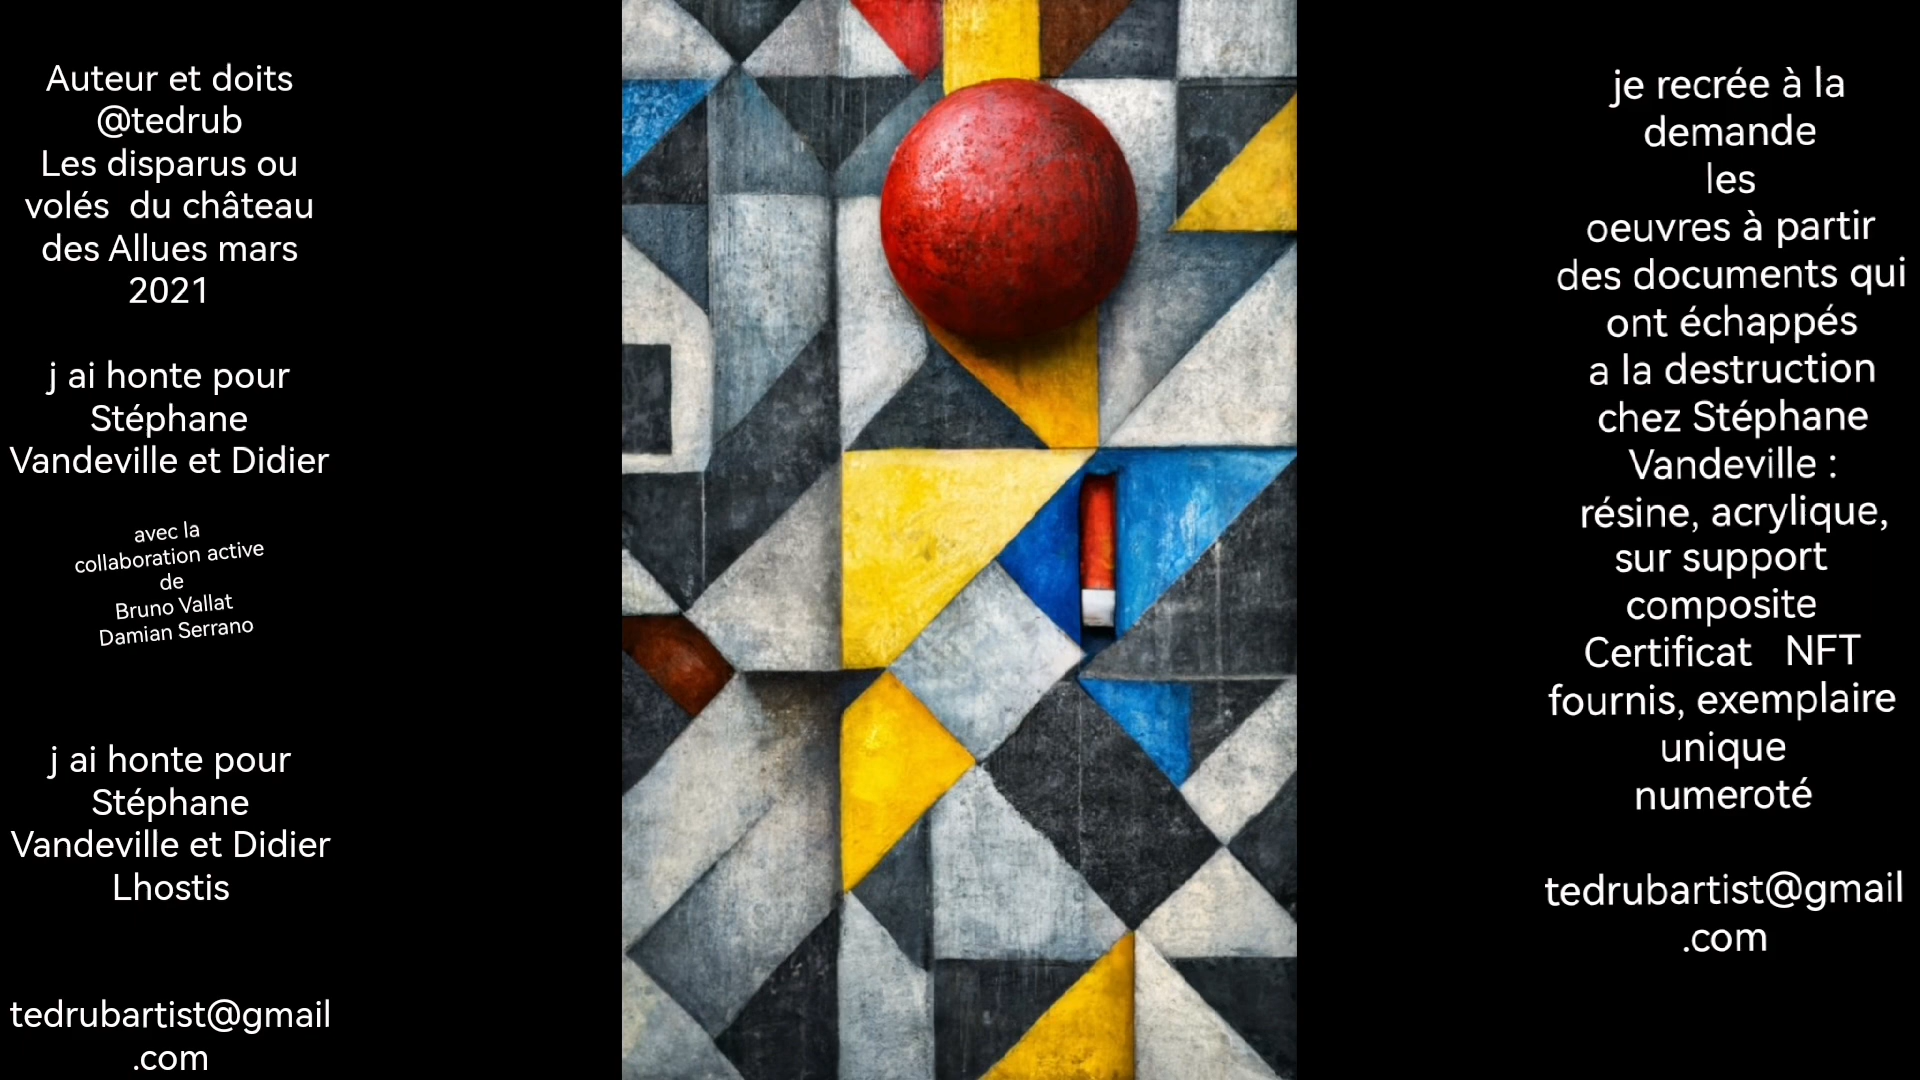 Auteur et doits
@tedrub
Les disparus ou
volés  du château
des Allues mars
2021
j ai honte pour
Stéphane
Vandeville et Didier
avec la
collaboration active
de
Bruno Vallat
Damian Serrano
j ai honte pour
Stéphane
Vandeville et Didier
Lhostis
tedrubartist@gmail
.com
je recrée à la
demande
les
oeuvres à partir
des documents qui
ont échappés
a la destruction
chez Stéphane
Vandeville :
résine, acrylique,
sur support
composite
Certificat   NFT
fournis, exemplaire
unique
numeroté
tedrubartist@gmail
.com